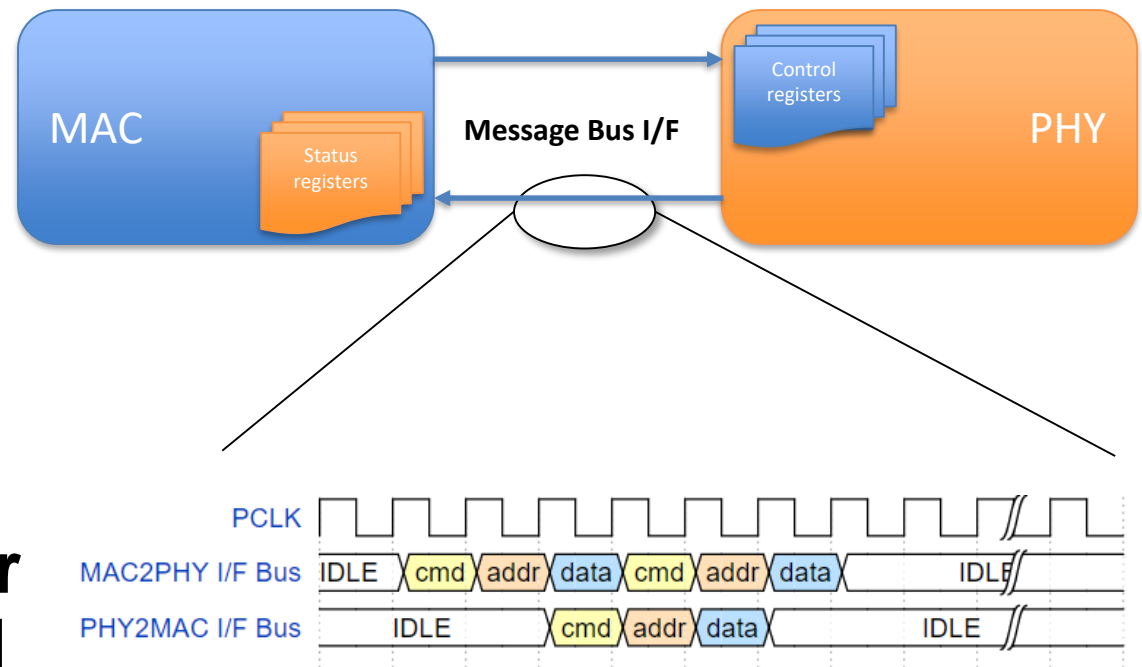 MAC
Status
registers
Message Bus I/F
Control
registers
PHY
PCLK
MAC2PHY I/F Bus IDLE cmd addr data cmd addr data IDLE
PHY2MAC I/F Bus IDLE cmd addr data IDLE